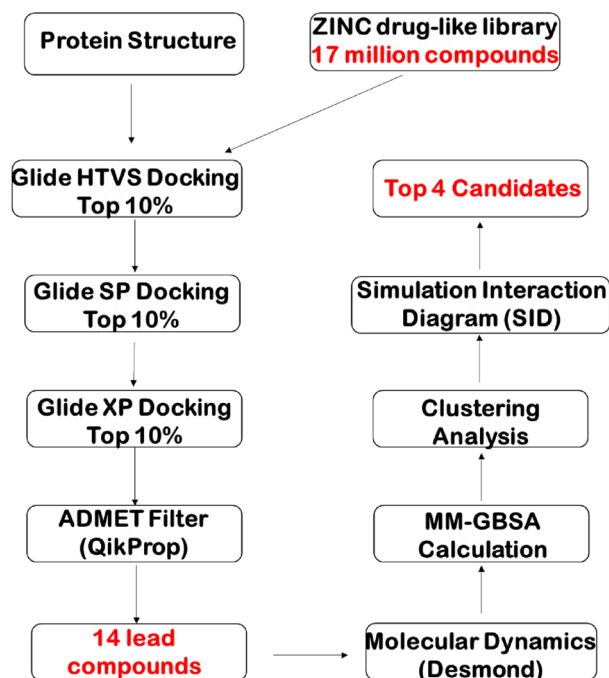 Protein Structure
ZINC drug-like library
17 million compounds
Glide HTVS Docking
Top 10%
Glide SP Docking
Top 10%
Glide XP Docking
Top 10%
ADMET Filter
(QikProp)
14 lead
compounds
Molecular Dynamics
(Desmond)
MM-GBSA
Calculation
Clustering
Analysis
Simulation Interaction
Diagram (SID)
Top 4 Candidates